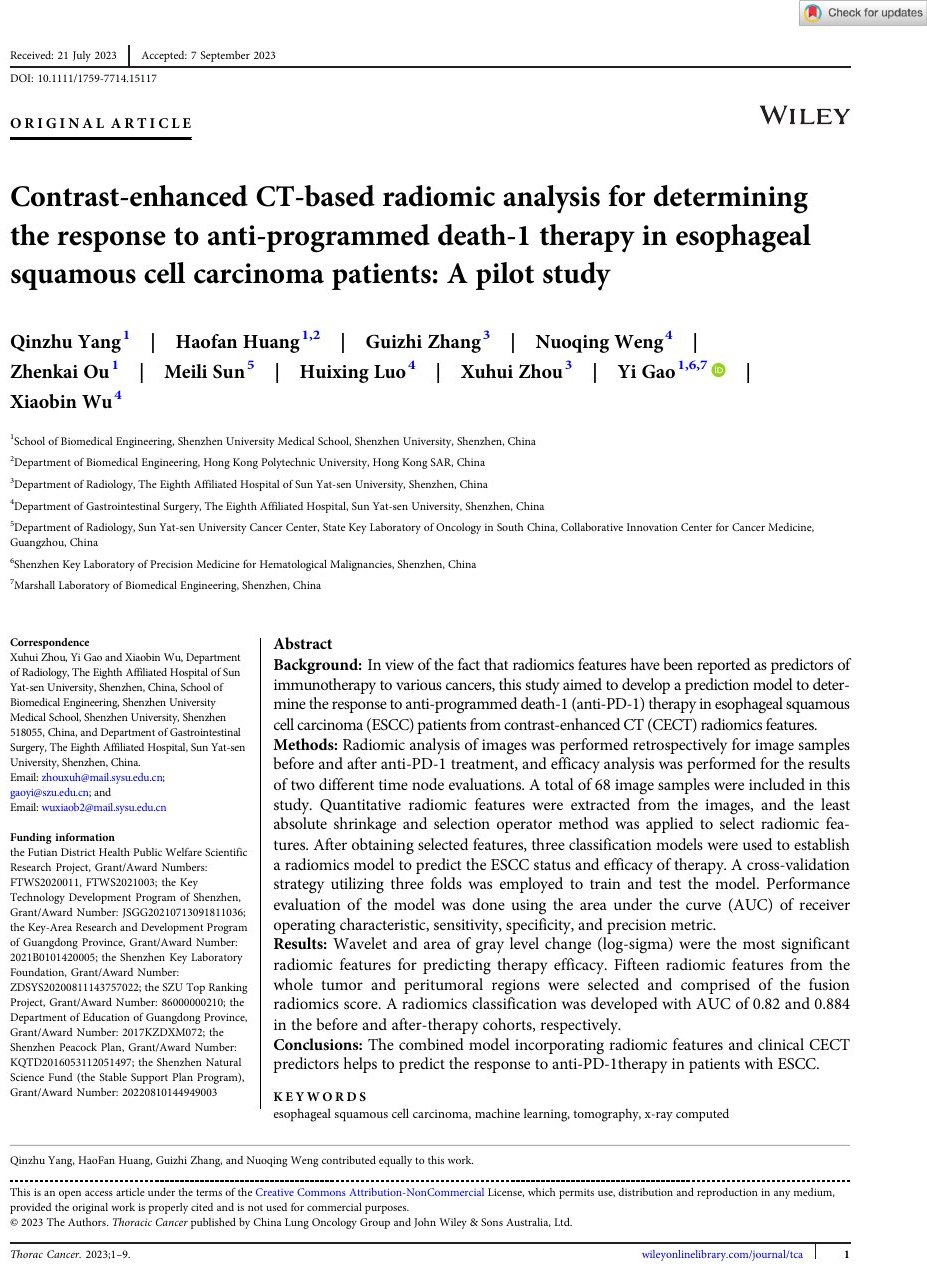 Check for updates
Received: 21 July 2023 | Accepted: 7 September 2023
DOI: 10.1111/1759-7714.15117
ORIGINAL ARTICLE
WILEY
Contrast-enhanced CT-based radiomic analysis for determining
the response to anti-programmed death-1 therapy in esophageal
squamous cell carcinoma patients: A pilot study
Qinzhu Yang1 | Haofan Huang1,2 | Guizhi Zhang3 | Nuoqing Weng4 |
Zhenkai Ou1 | Meili Sun5 | Huixing Luo4 | Xuhui Zhou3 | Yi Gao1,6,7 iD |
Xiaobin Wu4
1School of Biomedical Engineering, Shenzhen University Medical School, Shenzhen University, Shenzhen, China
2Department of Biomedical Engineering, Hong Kong Polytechnic University, Hong Kong SAR, China
3Department of Radiology, The Eighth Affiliated Hospital of Sun Yat-sen University, Shenzhen, China
4Department of Gastrointestinal Surgery, The Eighth Affiliated Hospital, Sun Yat-sen University, Shenzhen, China
5Department of Radiology, Sun Yat-sen University Cancer Center, State Key Laboratory of Oncology in South China, Collaborative Innovation Center for Cancer Medicine,
Guangzhou, China
6Shenzhen Key Laboratory of Precision Medicine for Hematological Malignancies, Shenzhen, China
7Marshall Laboratory of Biomedical Engineering, Shenzhen, China
Correspondence
Xuhui Zhou, Yi Gao and Xiaobin Wu, Department
of Radiology, The Eighth Affiliated Hospital of Sun
Yat-sen University, Shenzhen, China, School of
Biomedical Engineering, Shenzhen University
Medical School, Shenzhen University, Shenzhen
518055, China, and Department of Gastrointestinal
Surgery, The Eighth Affiliated Hospital, Sun Yat-sen
University, Shenzhen, China.
Email: zhouxuh@mail.sysu.edu.cn;
gaoyi@szu.edu.cn; and
Email: wuxiaob2@mail.sysu.edu.cn
Funding information
the Futian District Health Public Welfare Scientific
Research Project, Grant/Award Numbers:
FTWS2020011, FTWS2021003; the Key
Technology Development Program of Shenzhen,
Grant/Award Number: JSGG20210713091811036;
the Key-Area Research and Development Program
of Guangdong Province, Grant/Award Number:
2021B0101420005; the Shenzhen Key Laboratory
Foundation, Grant/Award Number:
ZDSYS20200811143757022; the SZU Top Ranking
Project, Grant/Award Number: 86000000210; the
Department of Education of Guangdong Province,
Grant/Award Number: 2017KZDXM072; the
Shenzhen Peacock Plan, Grant/Award Number:
KQTD2016053112051497; the Shenzhen Natural
Science Fund (the Stable Support Plan Program),
Grant/Award Number: 20220810144949003
Abstract
Background: In view of the fact that radiomics features have been reported as predictors of
immunotherapy to various cancers, this study aimed to develop a prediction model to deter-
mine the response to anti-programmed death-1 (anti-PD-1) therapy in esophageal squamous
cell carcinoma (ESCC) patients from contrast-enhanced CT (CECT) radiomics features.
Methods: Radiomic analysis of images was performed retrospectively for image samples
before and after anti-PD-1 treatment, and efficacy analysis was performed for the results
of two different time node evaluations. A total of 68 image samples were included in this
study. Quantitative radiomic features were extracted from the images, and the least
absolute shrinkage and selection operator method was applied to select radiomic fea-
tures. After obtaining selected features, three classification models were used to establish
a radiomics model to predict the ESCC status and efficacy of therapy. A cross-validation
strategy utilizing three folds was employed to train and test the model. Performance
evaluation of the model was done using the area under the curve (AUC) of receiver
operating characteristic, sensitivity, specificity, and precision metric.
Results: Wavelet and area of gray level change (log-sigma) were the most significant
radiomic features for predicting therapy efficacy. Fifteen radiomic features from the
whole tumor and peritumoral regions were selected and comprised of the fusion
radiomics score. A radiomics classification was developed with AUC of 0.82 and 0.884
in the before and after-therapy cohorts, respectively.
Conclusions: The combined model incorporating radiomic features and clinical CECT
predictors helps to predict the response to anti-PD-1therapy in patients with ESCC.
KEYWORDS
esophageal squamous cell carcinoma, machine learning, tomography, x-ray computed
Qinzhu Yang, HaoFan Huang, Guizhi Zhang, and Nuoqing Weng contributed equally to this work.
This is an open access article under the terms of the Creative Commons Attribution-NonCommercial License, which permits use, distribution and reproduction in any medium,
provided the original work is properly cited and is not used for commercial purposes.
© 2023 The Authors. Thoracic Cancer published by China Lung Oncology Group and John Wiley & Sons Australia, Ltd.
Thorac Cancer. 2023;1–9.
wileyonlinelibrary.com/journal/tca | 1